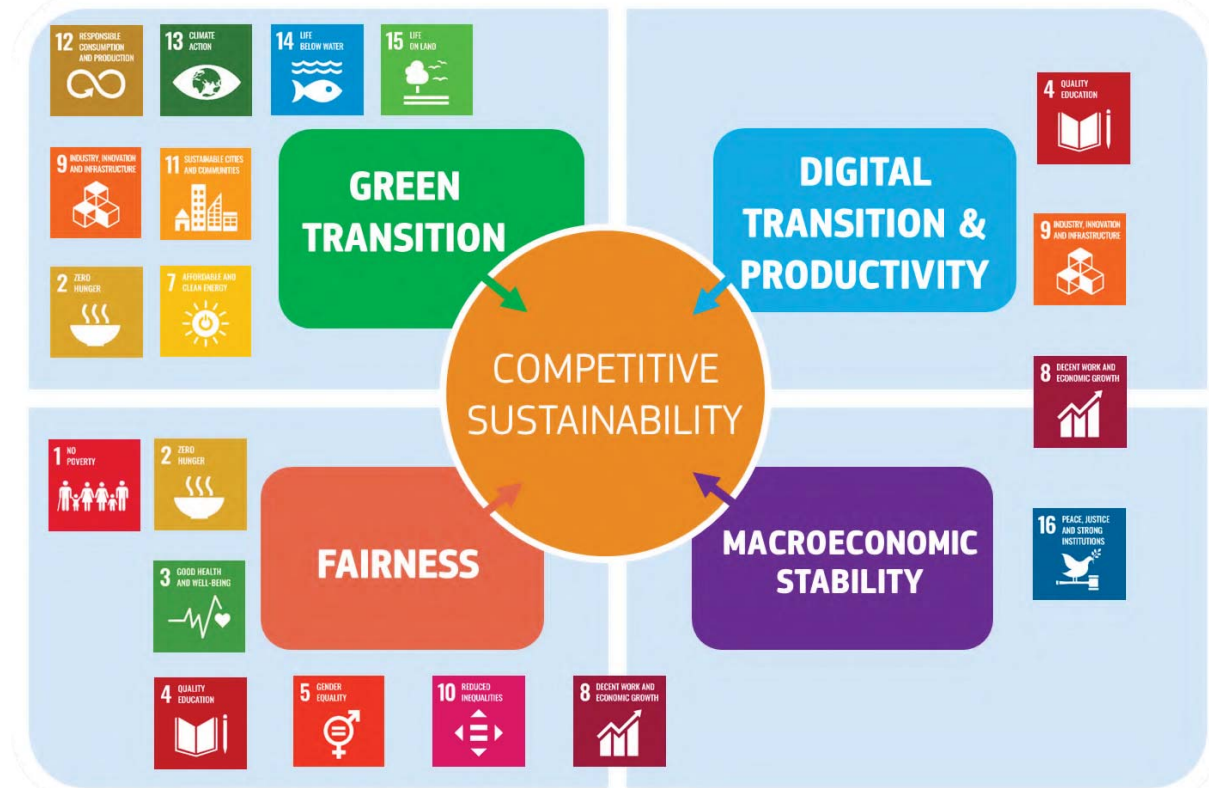 12 RESPONSIBLE
CONSUMPTION
AND PRODUCTION
13 CLIMATE
ACTION
14 LIFE
BELOW WATER
15 LIFE
ON LAND
9 INDUSTRY, INNOVATION
AND INFRASTRUCTURE
11 SUSTAINABLE CITIES
AND COMMUNITIES
2 ZERO
HUNGER
7 AFFORDABLE AND
CLEAN ENERGY
GREEN
TRANSITION
DIGITAL
TRANSITION &
PRODUCTIVITY
4 QUALITY
EDUCATION
9 INDUSTRY, INNOVATION
AND INFRASTRUCTURE
8 DECENT WORK AND
ECONOMIC GROWTH
COMPETITIVE
SUSTAINABILITY
1 NO
POVERTY
2 ZERO
HUNGER
3 GOOD HEALTH
AND WELL-BEING
FAIRNESS
4 QUALITY
EDUCATION
5 GENDER
EQUALITY
10 REDUCED
INEQUALITIES
8 DECENT WORK AND
ECONOMIC GROWTH
MACROECONOMIC
STABILITY
16 PEACE, JUSTICE
AND STRONG
INSTITUTIONS